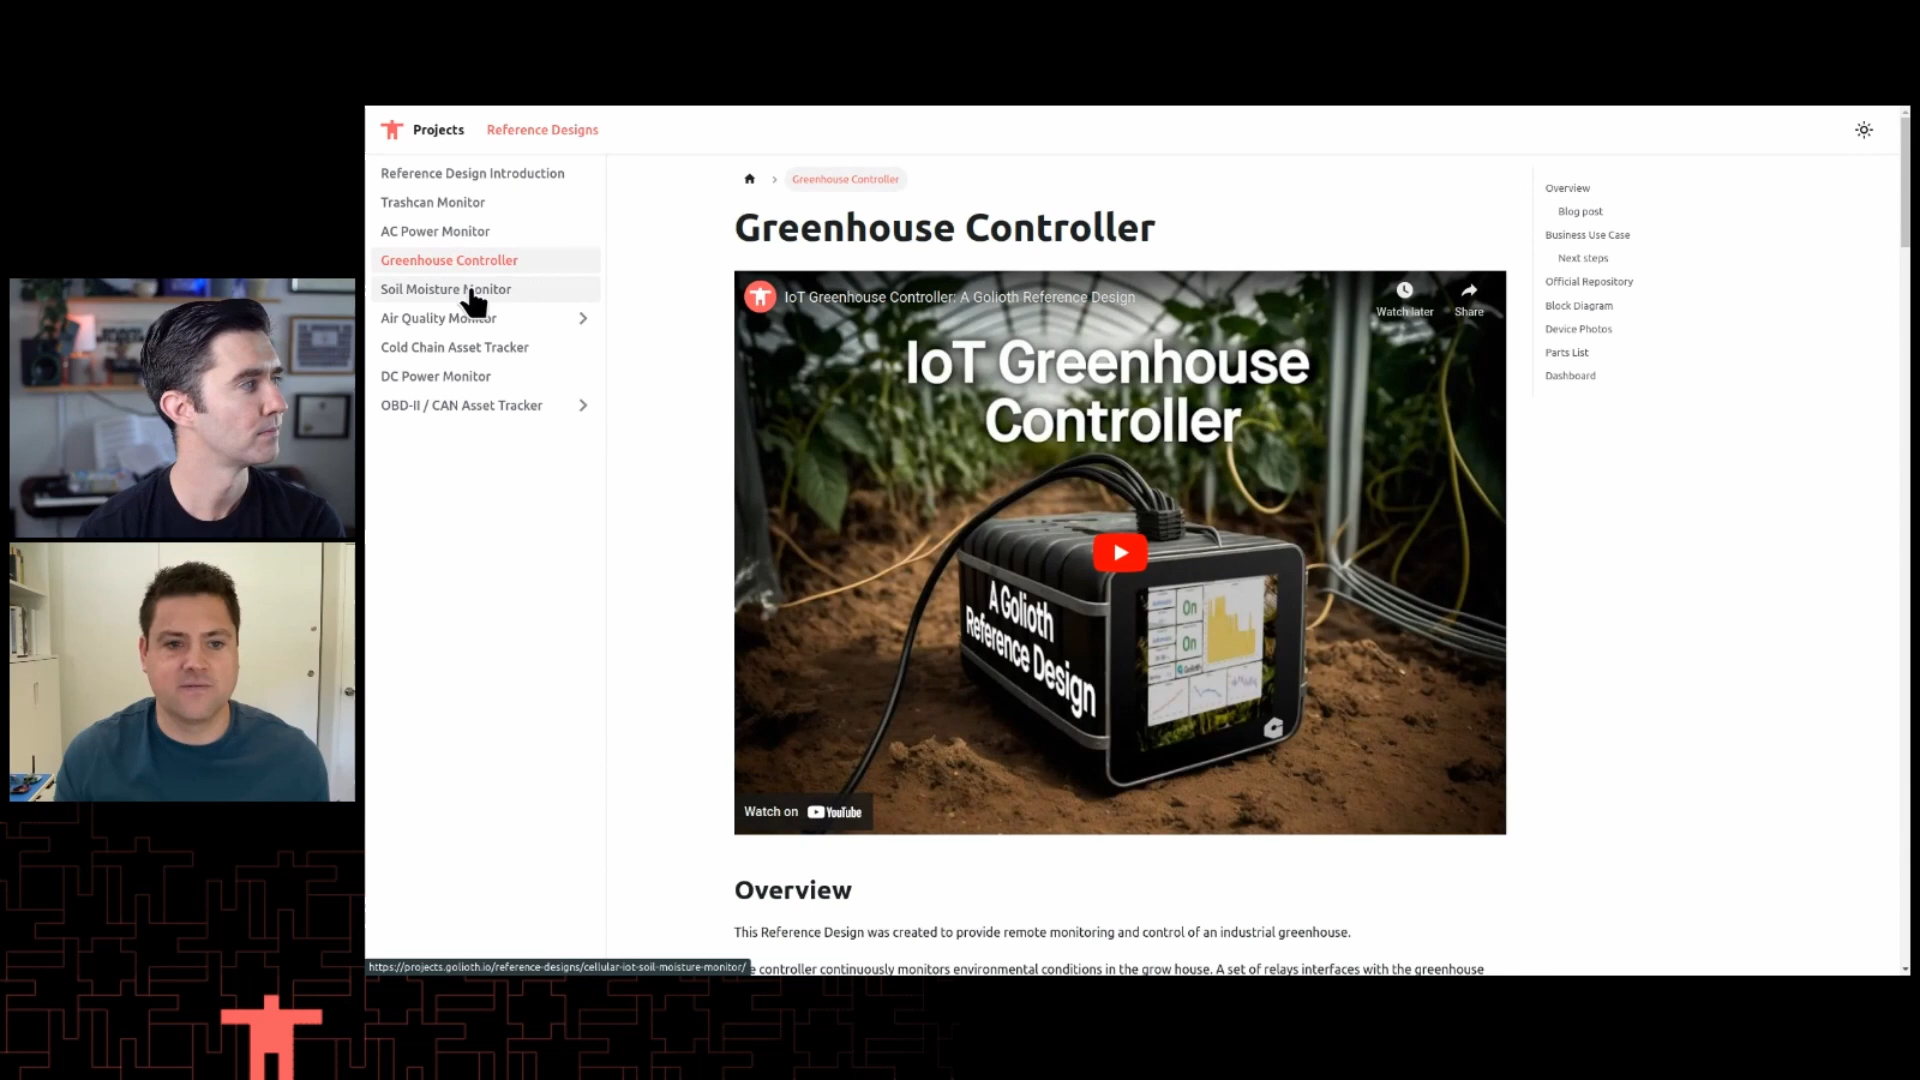 Projects
Reference Designs
Reference Design Introduction
Trashcan Monitor
AC Power Monitor
Greenhouse Controller
Soil Moisture Monitor
Air Quality Monitor
Cold Chain Asset Tracker
DC Power Monitor
OBD-II / CAN Asset Tracker
Greenhouse Controller
Greenhouse Controller
IoT Greenhouse Controller: A Golioth Reference Design
Watch later
Share
IoT Greenhouse
Controller
A Golioth
Reference Design
On
On
Golioth
Watch on YouTube
Overview
This Reference Design was created to provide remote monitoring and control of an industrial greenhouse.
controller continuously monitors environmental conditions in the grow house. A set of relays interfaces with the greenhouse
Overview
Blog post
Business Use Case
Next steps
Official Repository
Block Diagram
Device Photos
Parts List
Dashboard
https://projects.golioth.io/reference-designs/cellular-iot-soil-moisture-monitor/